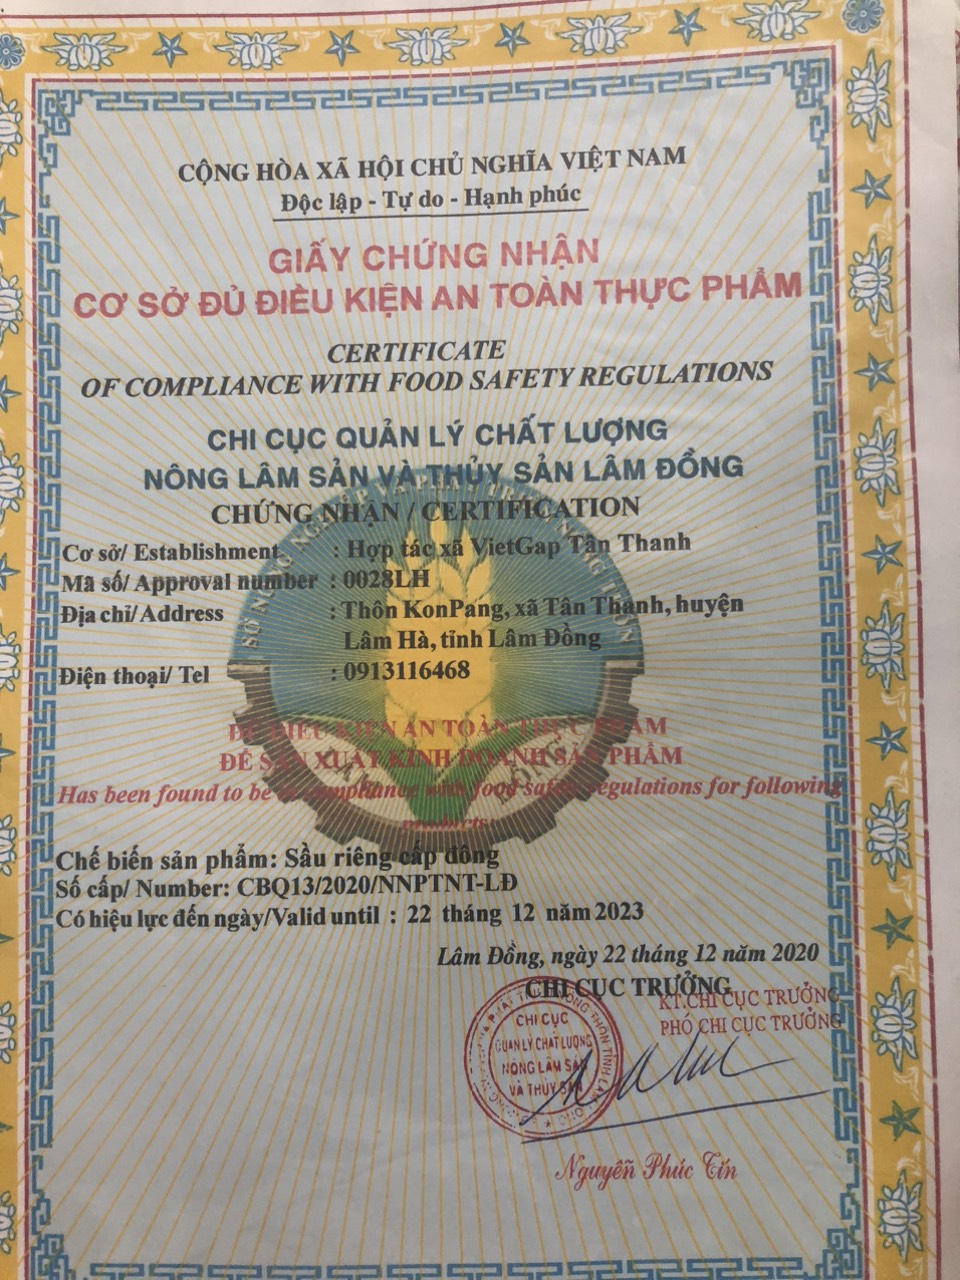 CỘNG HÒA XÃ HỘI CHỦ NGHĨA VIỆT NAM
Độc lập - Tự do - Hạnh phúc
GIẤY CHỨNG NHẬN
CƠ SỞ ĐỦ ĐIỀU KIỆN AN TOÀN THỰC PHẨM
CERTIFICATE
OF COMPLIANCE WITH FOOD SAFETY REGULATIONS
CHI CỤC QUẢN LÝ CHẤT LƯỢNG
NÔNG LÂM SẢN VÀ THỦY SẢN LÂM ĐỒNG
CHỨNG NHẬN / CERTIFICATION
Cơ sở/ Establishment : Hợp tác xã VietGap Tân Thanh
Mã số/ Approval number : 0028LH
Địa chỉ/ Address : Thôn KonPang, xã Tân Thanh, huyện
Lâm Hà, tỉnh Lâm Đồng
Điện thoại/ Tel : 0913116468
ĐIỀU KIỆN AN TOÀN THỰC PHẨM
ĐỂ SẢN XUẤT KINH DOANH SẢN PHẨM
Has been found to be compliance with food safety regulations for following
products:
Chế biến sản phẩm: Sầu riêng cấp đông
Số cấp/ Number: CBQ13/2020/NNPTNT-LĐ
Có hiệu lực đến ngày/Valid until : 22 tháng 12 năm 2023
Lâm Đồng, ngày 22 tháng 12 năm 2020
CHI CỤC TRƯỞNG
KT.CHI CỤC TRƯỞNG
PHÓ CHI CỤC TRƯỞNG
CHI CỤC
QUẢN LÝ CHẤT LƯỢNG
NÔNG LÂM SẢN
VÀ THỦY SẢN
Nguyễn Phúc Tín